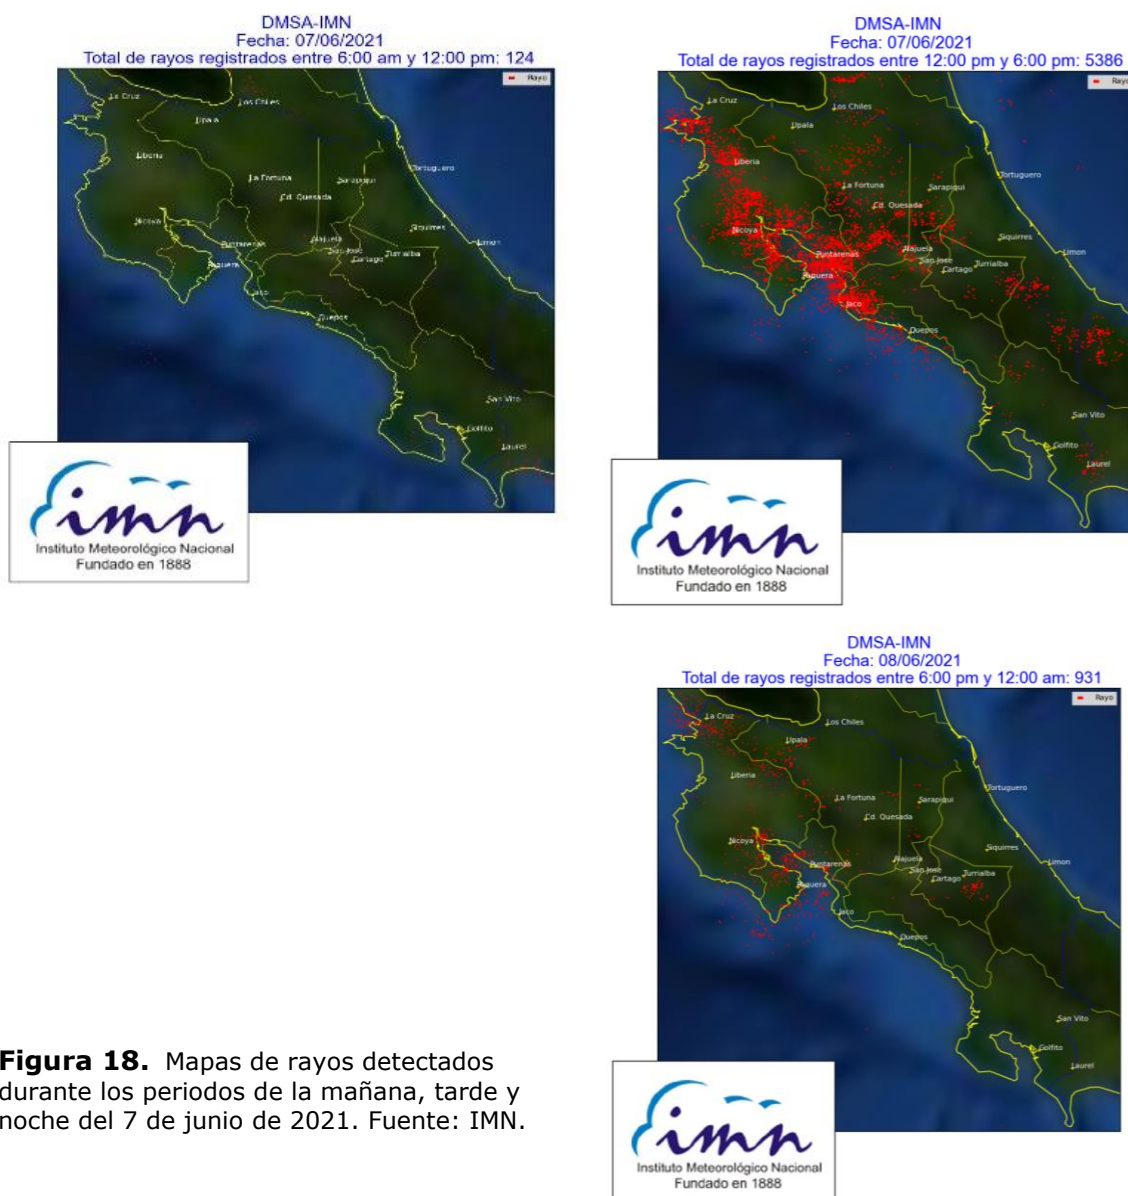 DMSA-IMN
Fecha: 07/06/2021
Total de rayos registrados entre 6:00 am y 12:00 pm: 124
Rayo
La Cruz
Los Chiles
Upala
Liberia
Tortuguero
La Fortuna
Sarapiqui
Cd. Quesada
Nicoya
Siquirres
Puntarenas
Alajuela
Limon
San Jose
Turrialba
Cartago
Paquera
Jaco
Quepos
San Vito
Golfito
Laurel
imn
Instituto Meteorológico Nacional
Fundado en 1888
DMSA-IMN
Fecha: 07/06/2021
Total de rayos registrados entre 12:00 pm y 6:00 pm: 5386
Rayo
La Cruz
Los Chiles
Upala
Liberia
Tortuguero
La Fortuna
Sarapiqui
Cd. Quesada
Nicoya
Siquirres
Puntarenas
Alajuela
Limon
San Jose
Turrialba
Cartago
Paquera
Jaco
Quepos
San Vito
Golfito
Laurel
imn
Instituto Meteorológico Nacional
Fundado en 1888
DMSA-IMN
Fecha: 08/06/2021
Total de rayos registrados entre 6:00 pm y 12:00 am: 931
Rayo
La Cruz
Los Chiles
Upala
Liberia
Tortuguero
La Fortuna
Sarapiqui
Cd. Quesada
Nicoya
Siquirres
Puntarenas
Alajuela
Limon
San Jose
Turrialba
Cartago
Paquera
Jaco
Quepos
San Vito
Golfito
Laurel
imn
Instituto Meteorológico Nacional
Fundado en 1888
Figura 18. Mapas de rayos detectados
durante los periodos de la mañana, tarde y
noche del 7 de junio de 2021. Fuente: IMN.